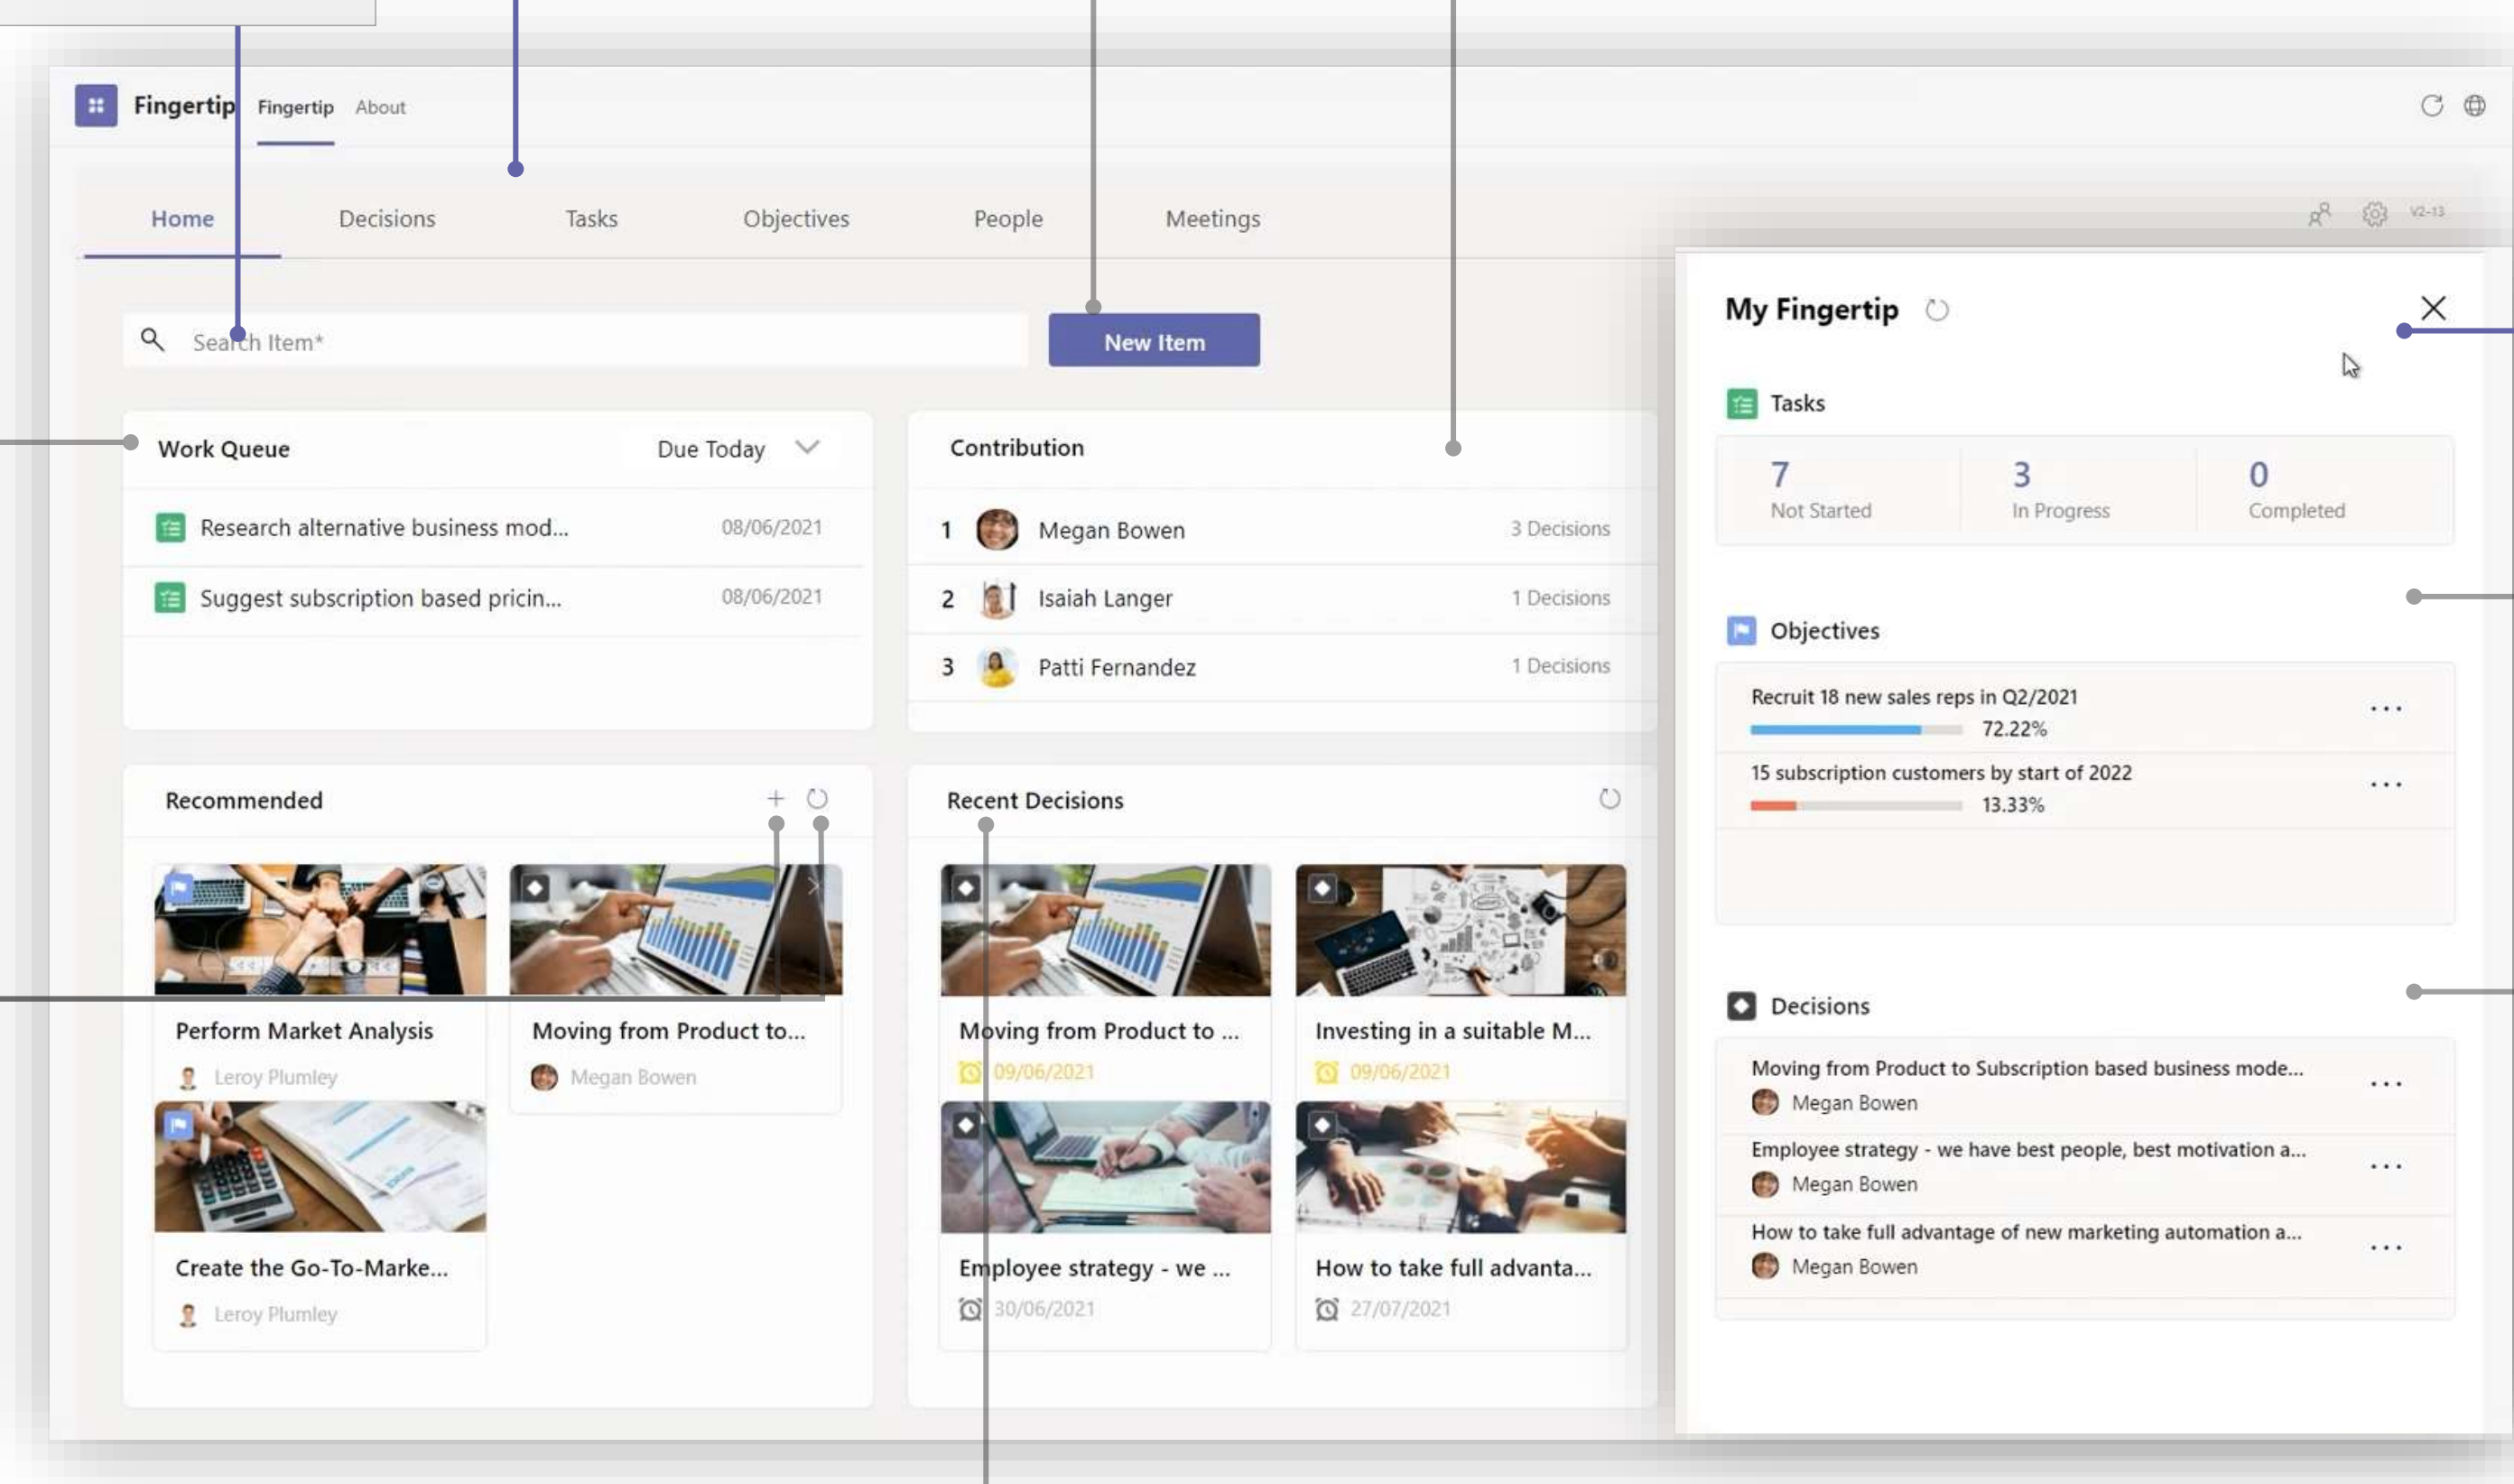 Fingertip Fingertip About
Home Decisions Tasks Objectives People Meetings V2-13
Search Item* New Item
Work Queue Due Today
Research alternative business mod... 08/06/2021
Suggest subscription based pricin... 08/06/2021
Contribution
1 Megan Bowen 3 Decisions
2 Isaiah Langer 1 Decisions
3 Patti Fernandez 1 Decisions
Recommended
Perform Market Analysis
Leroy Plumley
Moving from Product to...
Megan Bowen
Create the Go-To-Marke...
Leroy Plumley
Recent Decisions
Moving from Product to ...
09/06/2021
Investing in a suitable M...
09/06/2021
Employee strategy - we ...
30/06/2021
How to take full advanta...
27/07/2021
My Fingertip
Tasks
7 3 0
Not Started In Progress Completed
Objectives
Recruit 18 new sales reps in Q2/2021
72.22%
15 subscription customers by start of 2022
13.33%
Decisions
Moving from Product to Subscription based business mode...
Megan Bowen
Employee strategy - we have best people, best motivation a...
Megan Bowen
How to take full advantage of new marketing automation a...
Megan Bowen